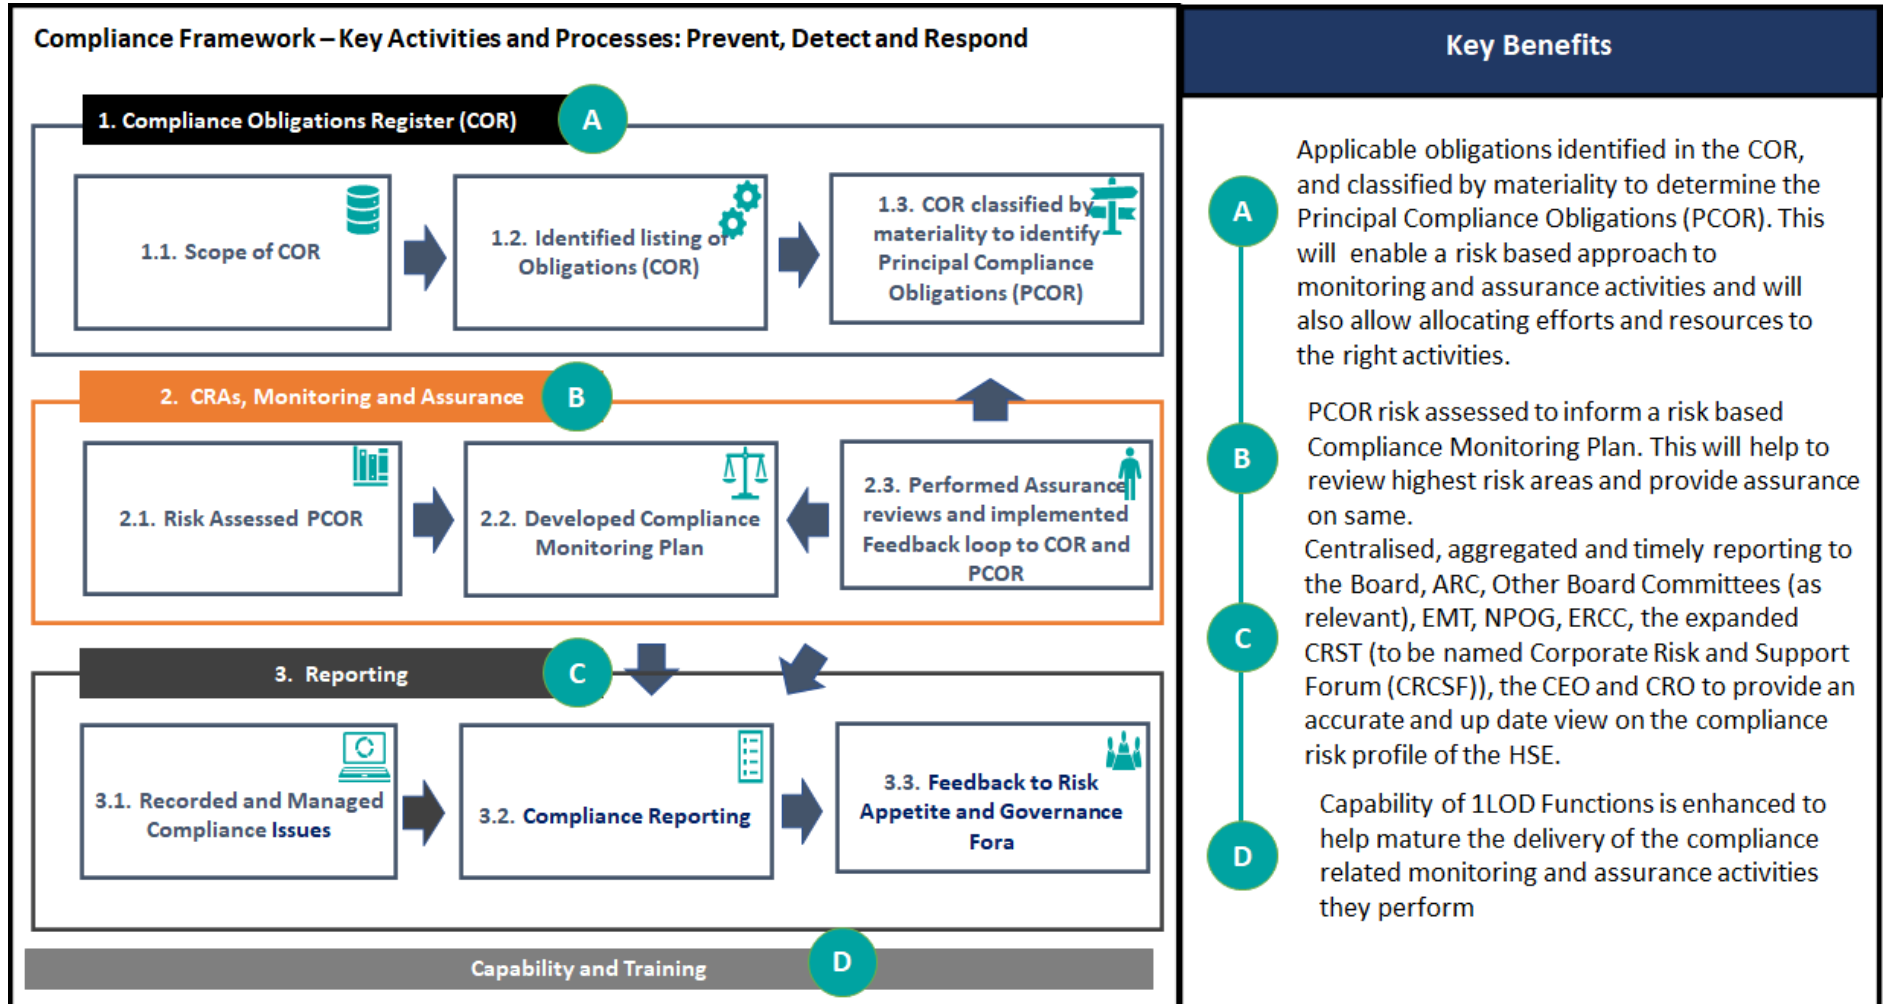 Compliance Framework – Key Activities and Processes: Prevent, Detect and Respond
1. Compliance Obligations Register (COR)
A
1.1. Scope of COR
1.2. Identified listing of
Obligations (COR)
1.3. COR classified by
materiality to identify
Principal Compliance
Obligations (PCOR)
2. CRAs, Monitoring and Assurance
B
2.1. Risk Assessed PCOR
2.2. Developed Compliance
Monitoring Plan
2.3. Performed Assurance
reviews and implemented
Feedback loop to COR and
PCOR
3. Reporting
C
3.1. Recorded and Managed
Compliance Issues
3.2. Compliance Reporting
3.3. Feedback to Risk
Appetite and Governance
Fora
Capability and Training
D
Key Benefits
A
Applicable obligations identified in the COR,
and classified by materiality to determine the
Principal Compliance Obligations (PCOR). This
will enable a risk based approach to
monitoring and assurance activities and will
also allow allocating efforts and resources to
the right activities.
B
PCOR risk assessed to inform a risk based
Compliance Monitoring Plan. This will help to
review highest risk areas and provide assurance
on same.
C
Centralised, aggregated and timely reporting to
the Board, ARC, Other Board Committees (as
relevant), EMT, NPOG, ERCC, the expanded
CRST (to be named Corporate Risk and Support
Forum (CRCSF)), the CEO and CRO to provide an
accurate and up date view on the compliance
risk profile of the HSE.
D
Capability of 1LOD Functions is enhanced to
help mature the delivery of the compliance
related monitoring and assurance activities
they perform